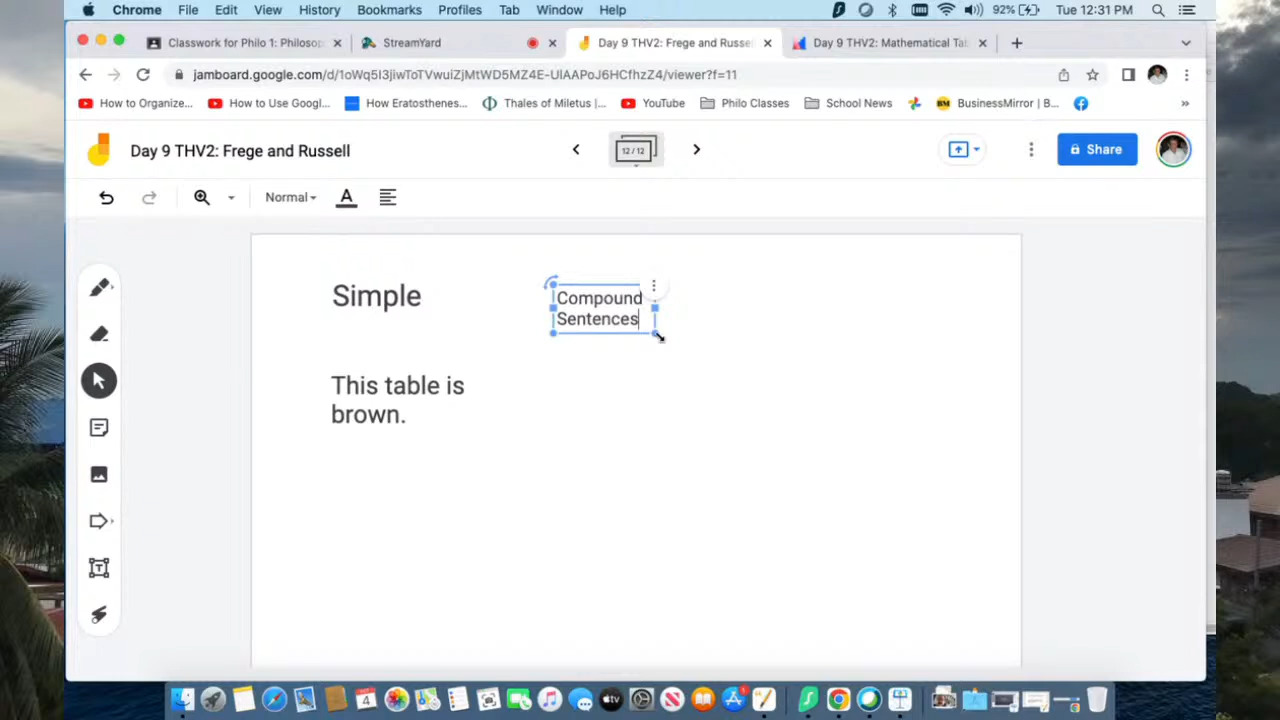 Chrome File Edit View History Bookmarks Profiles Tab Window Help 92% Tue 12:31 PM
Classwork for Philo 1: Philosop
StreamYard
Day 9 THV2: Frege and Russe
Day 9 THV2: Mathematical Tab
jamboard.google.com/d/1oWq5I3jiwToTVwuiZjMtWD5MZ4E-UIAAPoJ6HCfhzZ4/viewer?f=11
How to Organize... How to Use Googl... How Eratosthenes... Thales of Miletus |... YouTube Philo Classes School News BusinessMirror | B...
Day 9 THV2: Frege and Russell
12 / 12
Share
Normal
Simple
Compound
Sentences
This table is
brown.